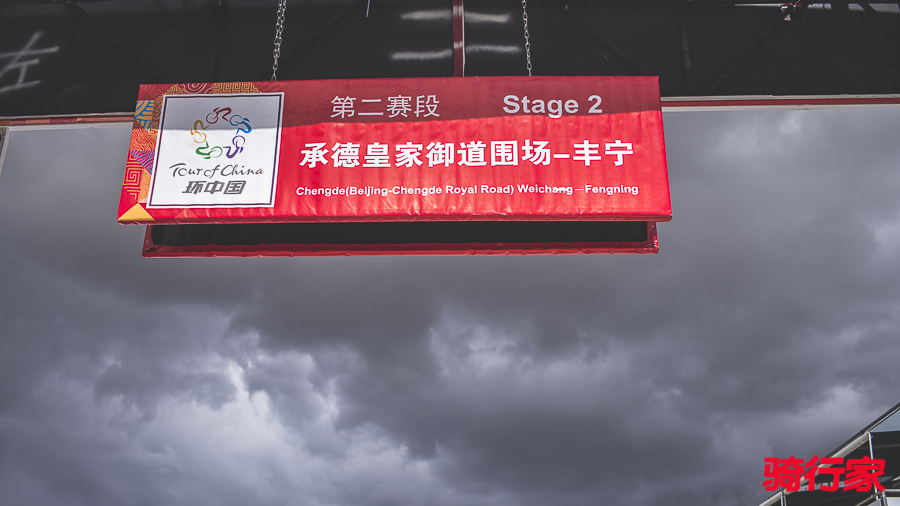 左
第二赛段 Stage 2
承德皇家御道围场–丰宁
Chengde(Beijing-Chengde Royal Road) Weichang—Fengning
Tour of China
环中国
骑行家